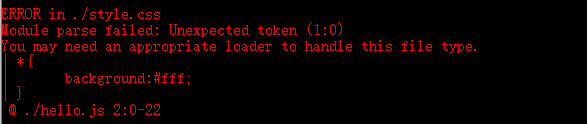 ERROR in ./style.css
Module parse failed: Unexpected token (1:0)
You may need an appropriate loader to handle this file type.
| *{
|       background:#fff;
| }
 @ ./hello.js 2:0-22